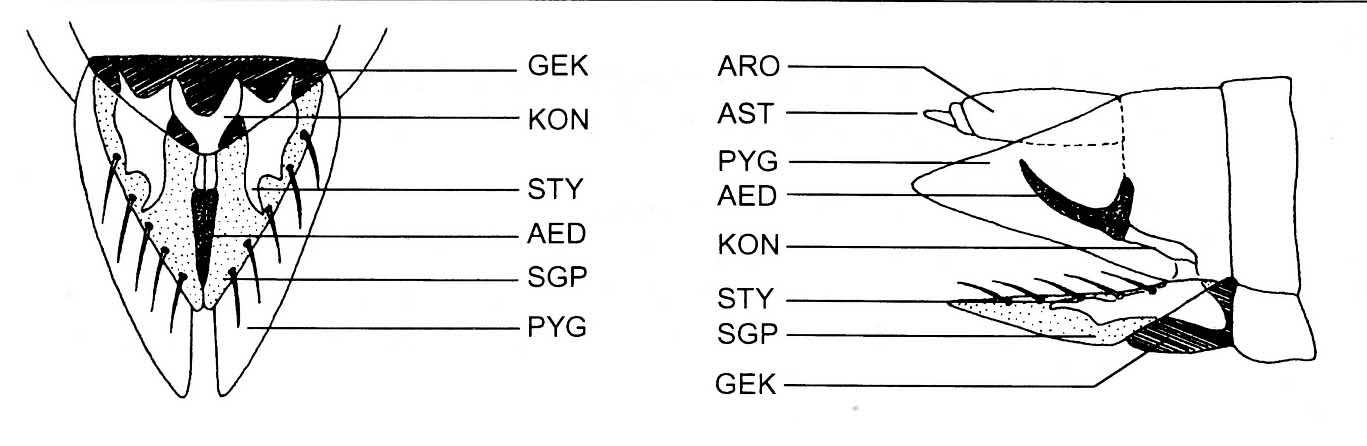 GEK
KON
STY
AED
SGP
PYG
ARO
AST
PYG
AED
KON
STY
SGP
GEK